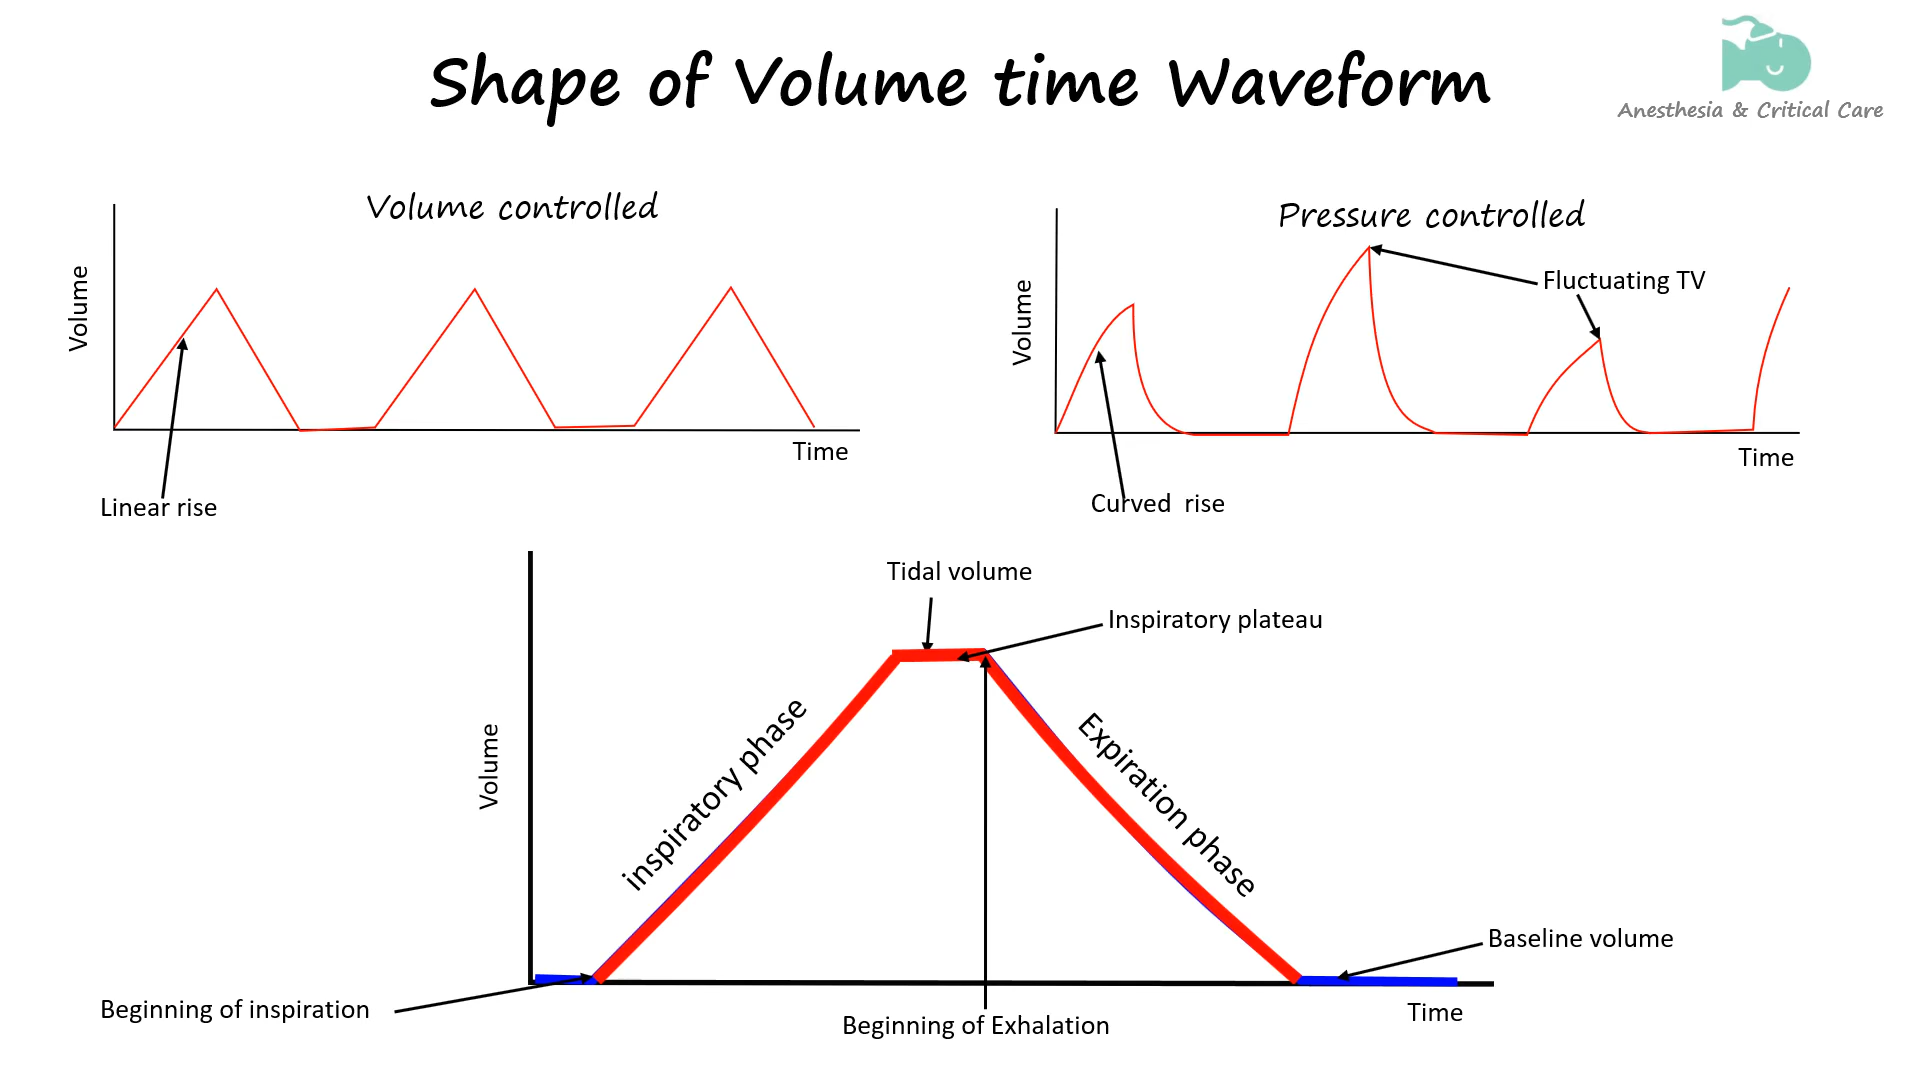 Shape of Volume time Waveform
Anesthesia & Critical Care
Volume controlled
Volume
Time
Linear rise
Pressure controlled
Fluctuating TV
Volume
Time
Curved rise
Tidal volume
Inspiratory plateau
Volume
inspiratory phase
Expiration phase
Baseline volume
Beginning of inspiration
Beginning of Exhalation
Time